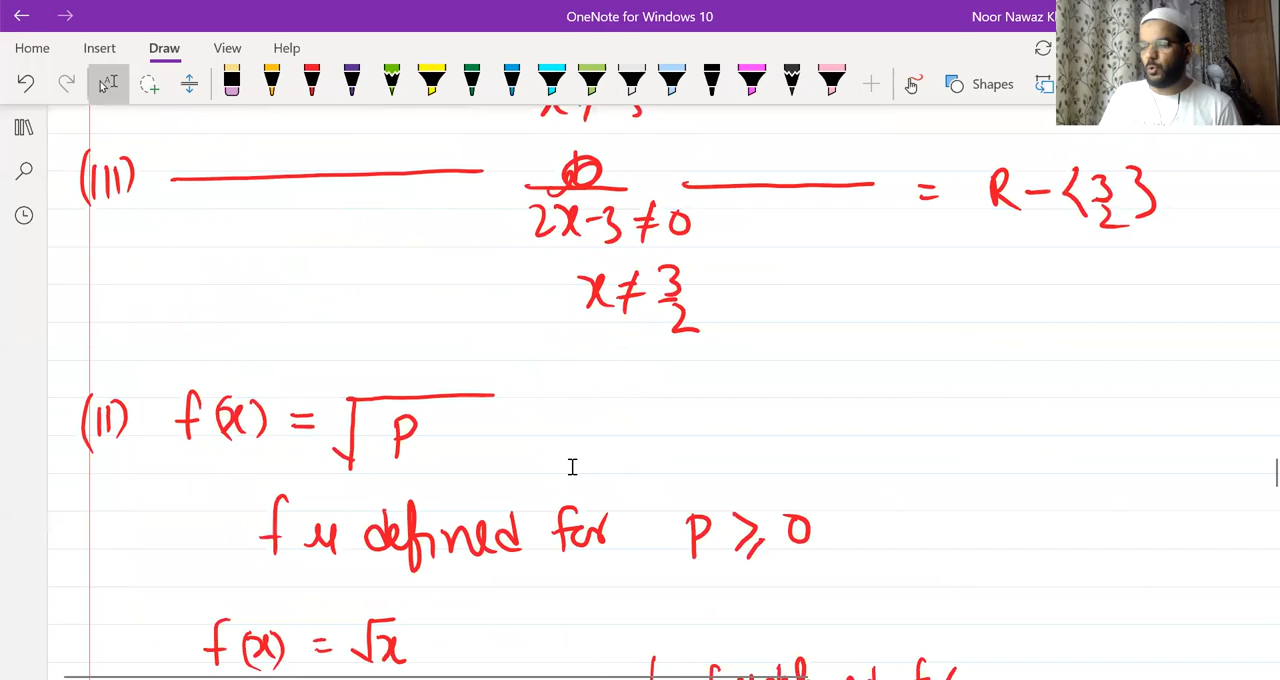 OneNote for Windows 10
Noor Nawaz K
Home Insert Draw View Help
Shapes
(III) 2x-3≠0 = R-{3/2}
x≠3/2
(II) f(x) = √P
f is defined for P ⩾ 0
f(x) = √x